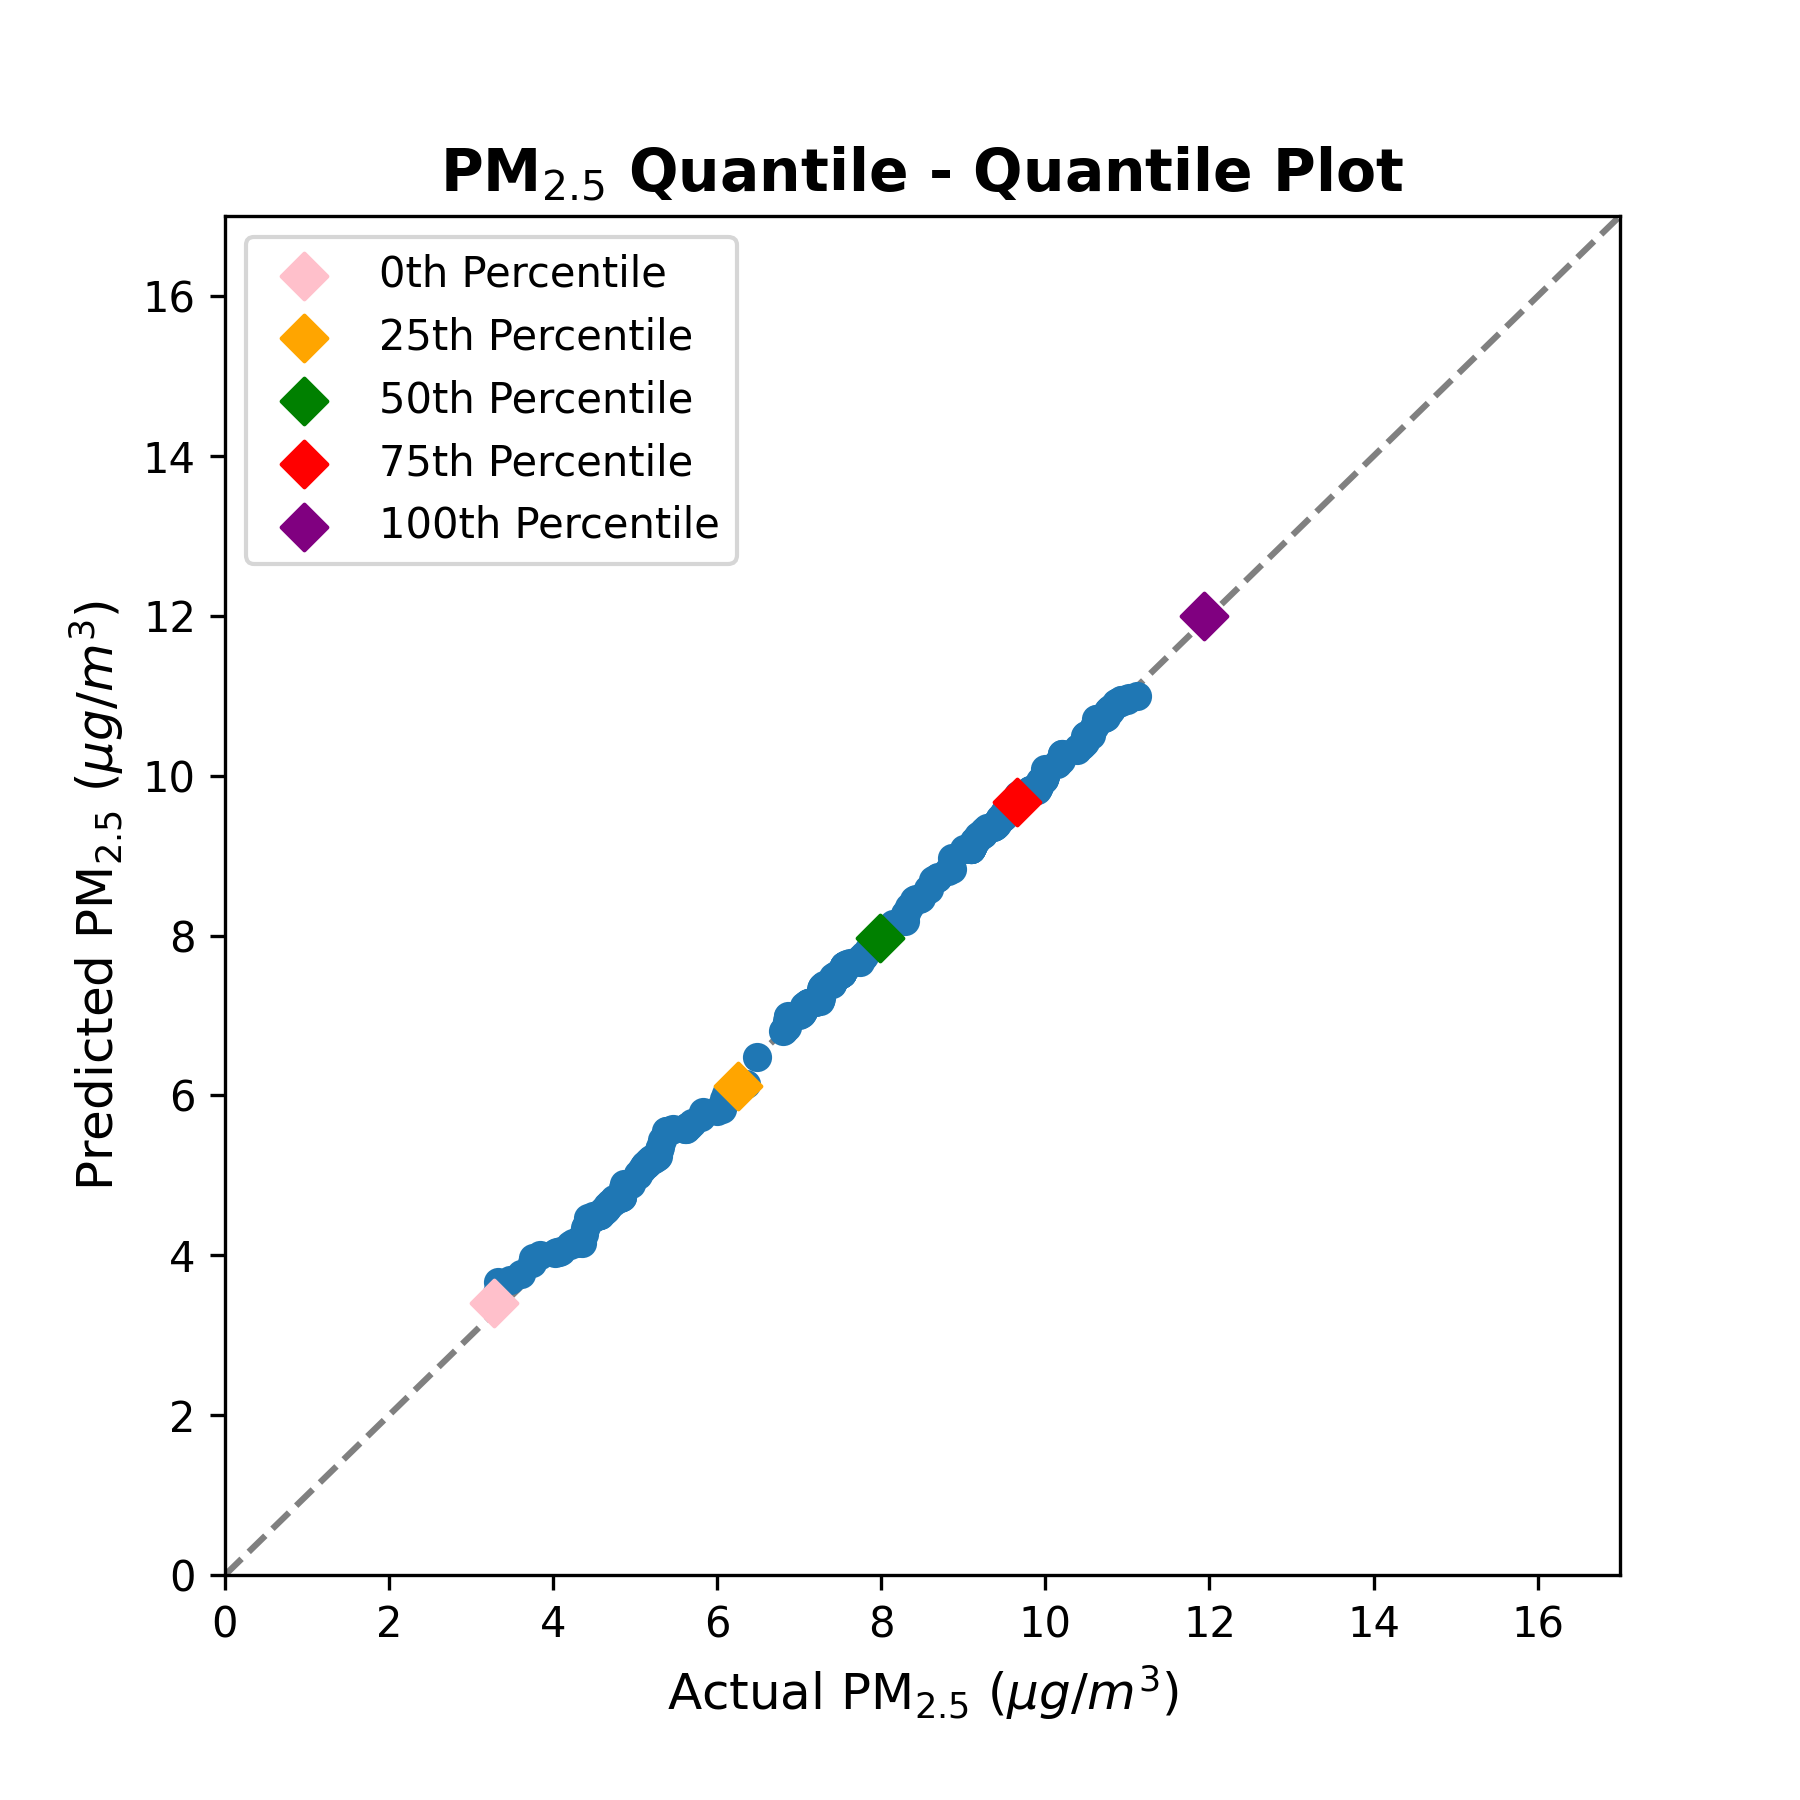 PM2.5 Quantile - Quantile Plot
0th Percentile
25th Percentile
50th Percentile
75th Percentile
100th Percentile
16
14
12
10
8
6
4
2
0
Predicted PM2.5 (μg/m³)
0 2 4 6 8 10 12 14 16
Actual PM2.5 (μg/m³)